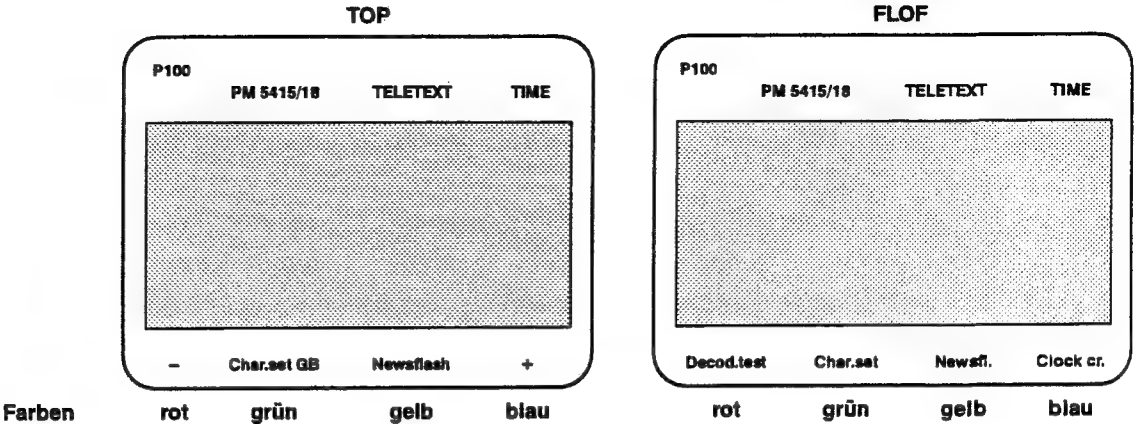 TOP
P100
PM 5415/18 TELETEXT TIME
– Char.set GB Newsflash +
FLOF
P100
PM 5415/18 TELETEXT TIME
Decod.test Char.set Newsfl. Clock cr.
Farben rot grün gelb blau rot grün gelb blau